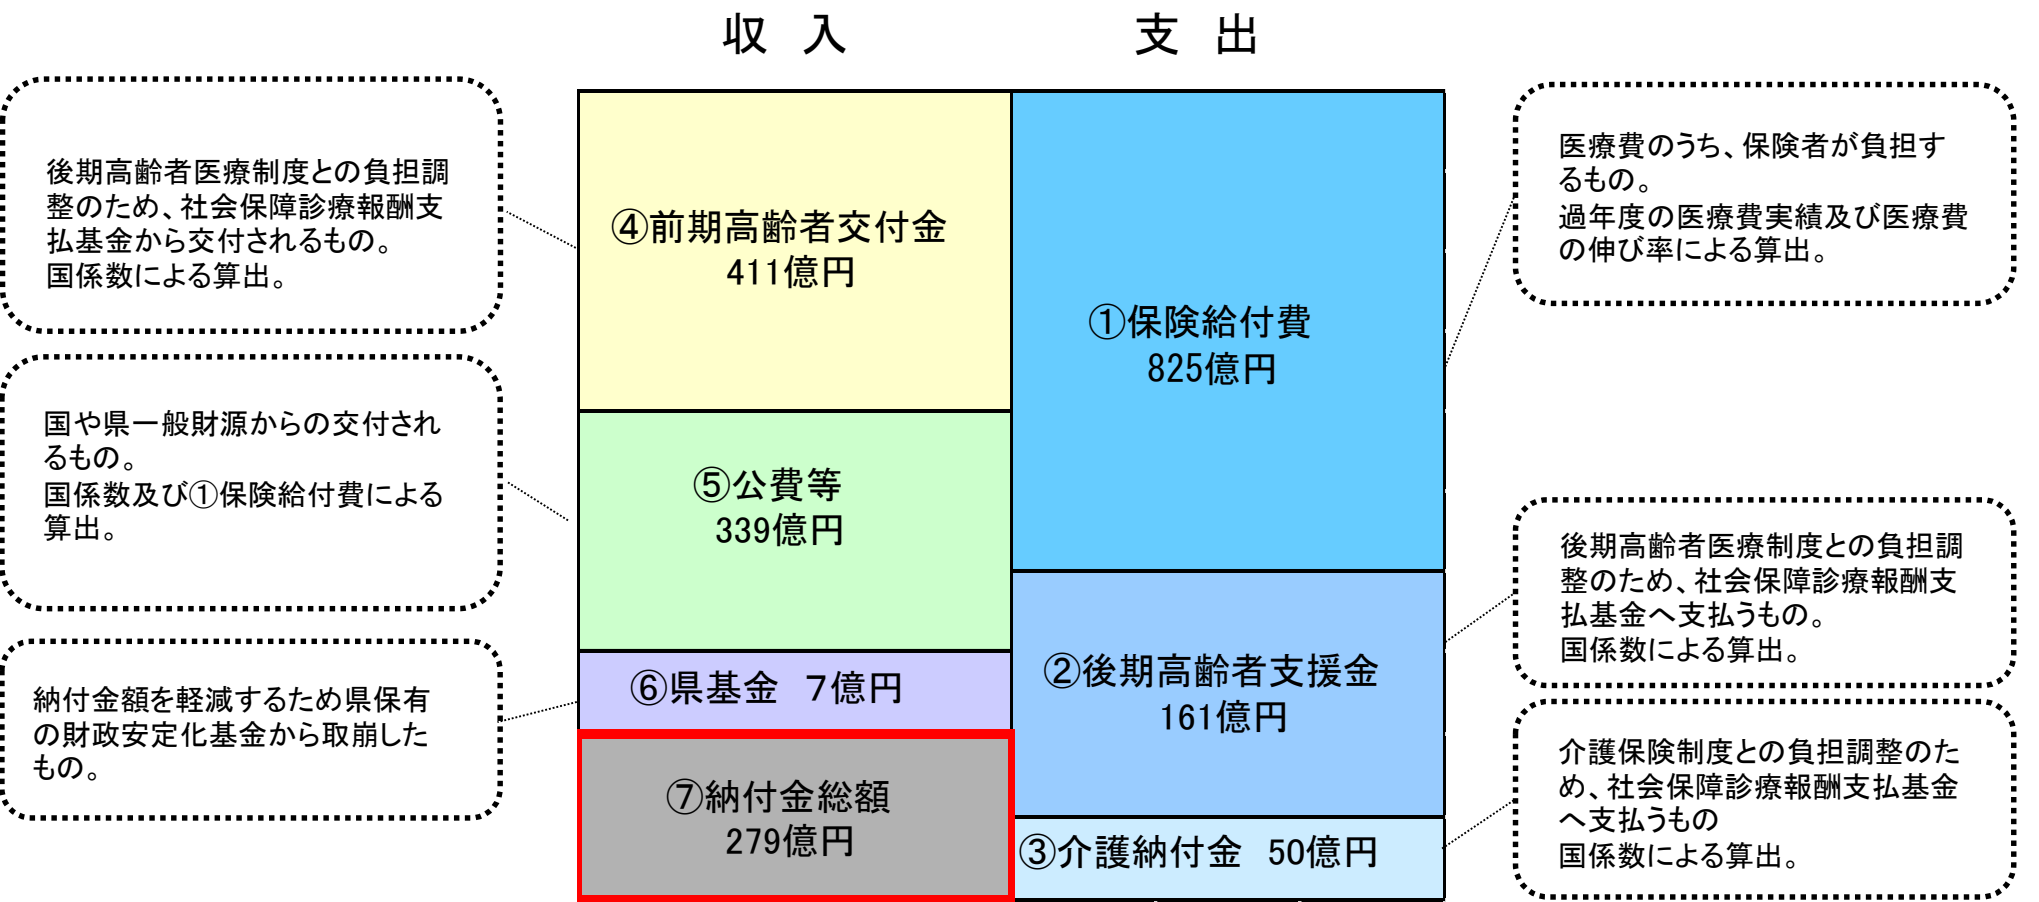 収 入
支 出
後期高齢者医療制度との負担調
整のため、社会保障診療報酬支
払基金から交付されるもの。
国係数による算出。
国や県一般財源からの交付され
るもの。
国係数及び①保険給付費による
算出。
納付金額を軽減するため県保有
の財政安定化基金から取崩した
もの。
④前期高齢者交付金
411億円
⑤公費等
339億円
⑥県基金 7億円
⑦納付金総額
279億円
①保険給付費
825億円
②後期高齢者支援金
161億円
③介護納付金 50億円
医療費のうち、保険者が負担す
るもの。
過年度の医療費実績及び医療費
の伸び率による算出。
後期高齢者医療制度との負担調
整のため、社会保障診療報酬支
払基金へ支払うもの。
国係数による算出。
介護保険制度との負担調整のた
め、社会保障診療報酬支払基金
へ支払うもの
国係数による算出。